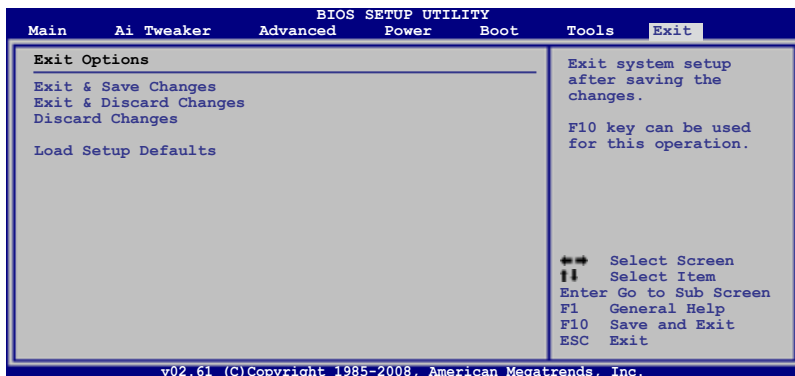 BIOS SETUP UTILITY
Main Ai Tweaker Advanced Power Boot Tools Exit
Exit Options
Exit & Save Changes
Exit & Discard Changes
Discard Changes
Load Setup Defaults
Exit system setup
after saving the
changes.
F10 key can be used
for this operation.
Select Screen
Select Item
Enter Go to Sub Screen
F1 General Help
F10 Save and Exit
ESC Exit
v02.61 (C)Copyright 1985-2008, American Megatrends, Inc.